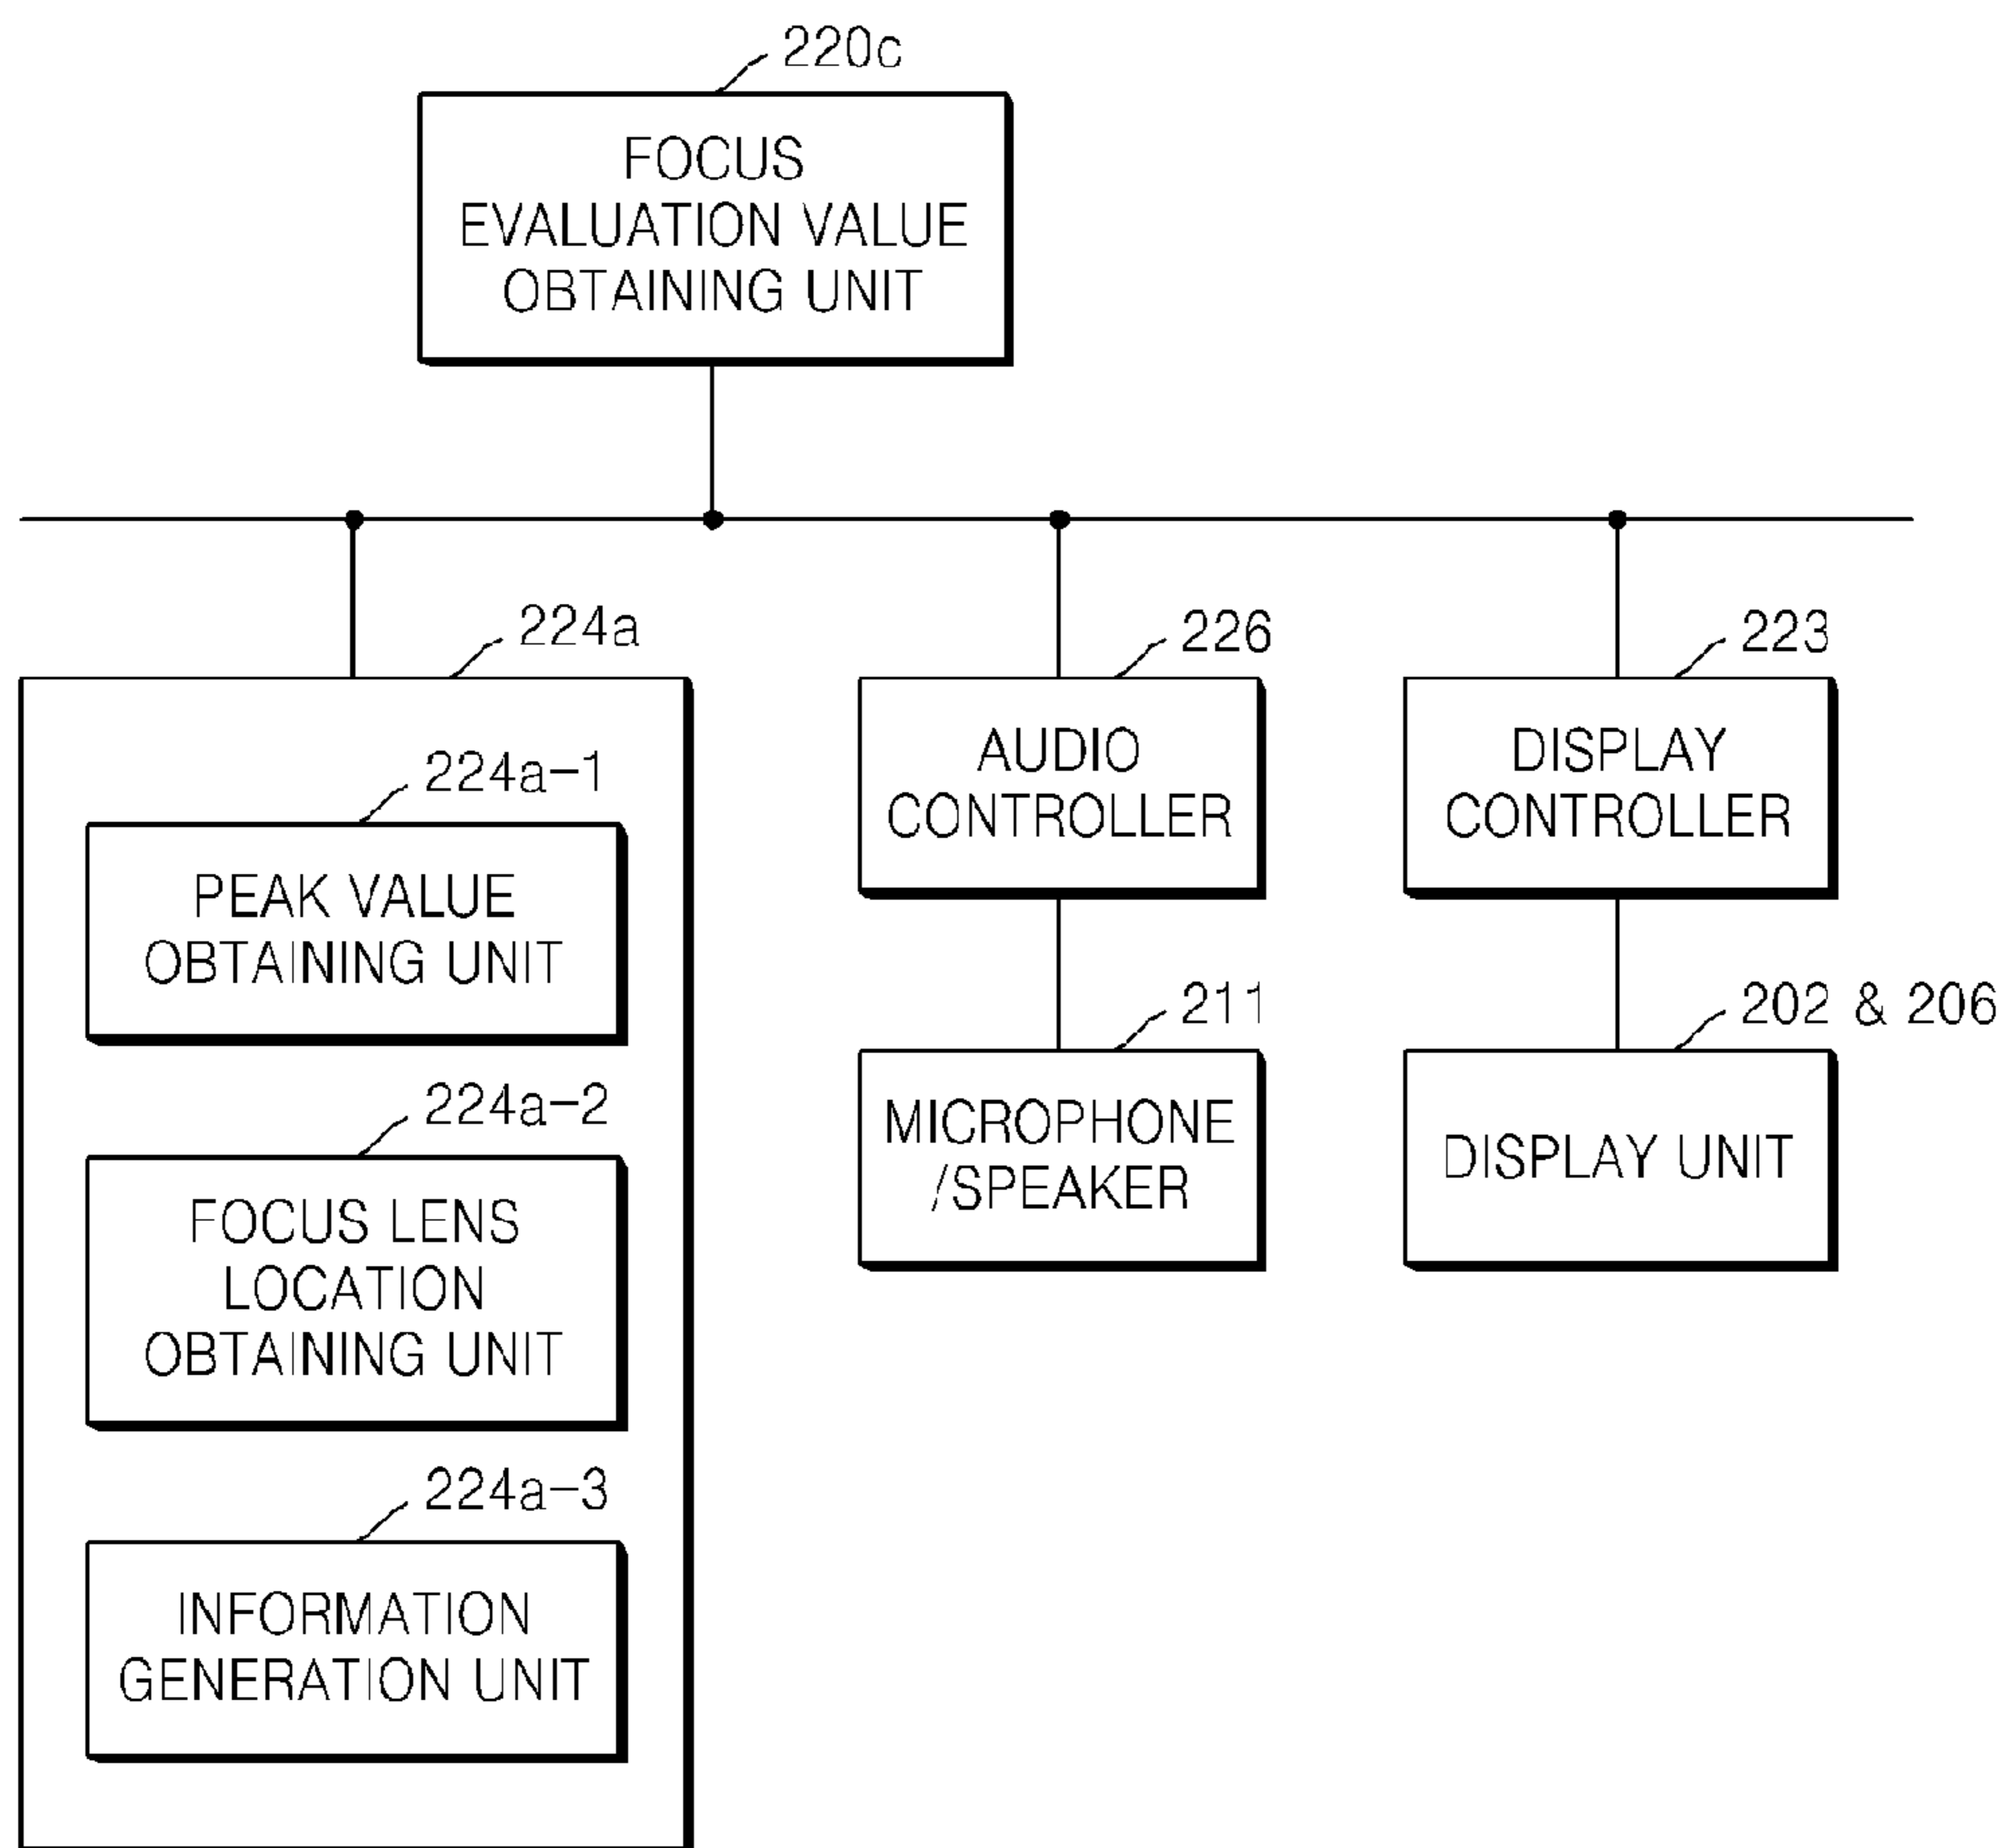 220c
FOCUS
EVALUATION VALUE
OBTAINING UNIT
224a
224a-1
PEAK VALUE
OBTAINING UNIT
224a-2
FOCUS LENS
LOCATION
OBTAINING UNIT
224a-3
INFORMATION
GENERATION UNIT
226
AUDIO
CONTROLLER
211
MICROPHONE
/SPEAKER
223
DISPLAY
CONTROLLER
202 & 206
DISPLAY UNIT